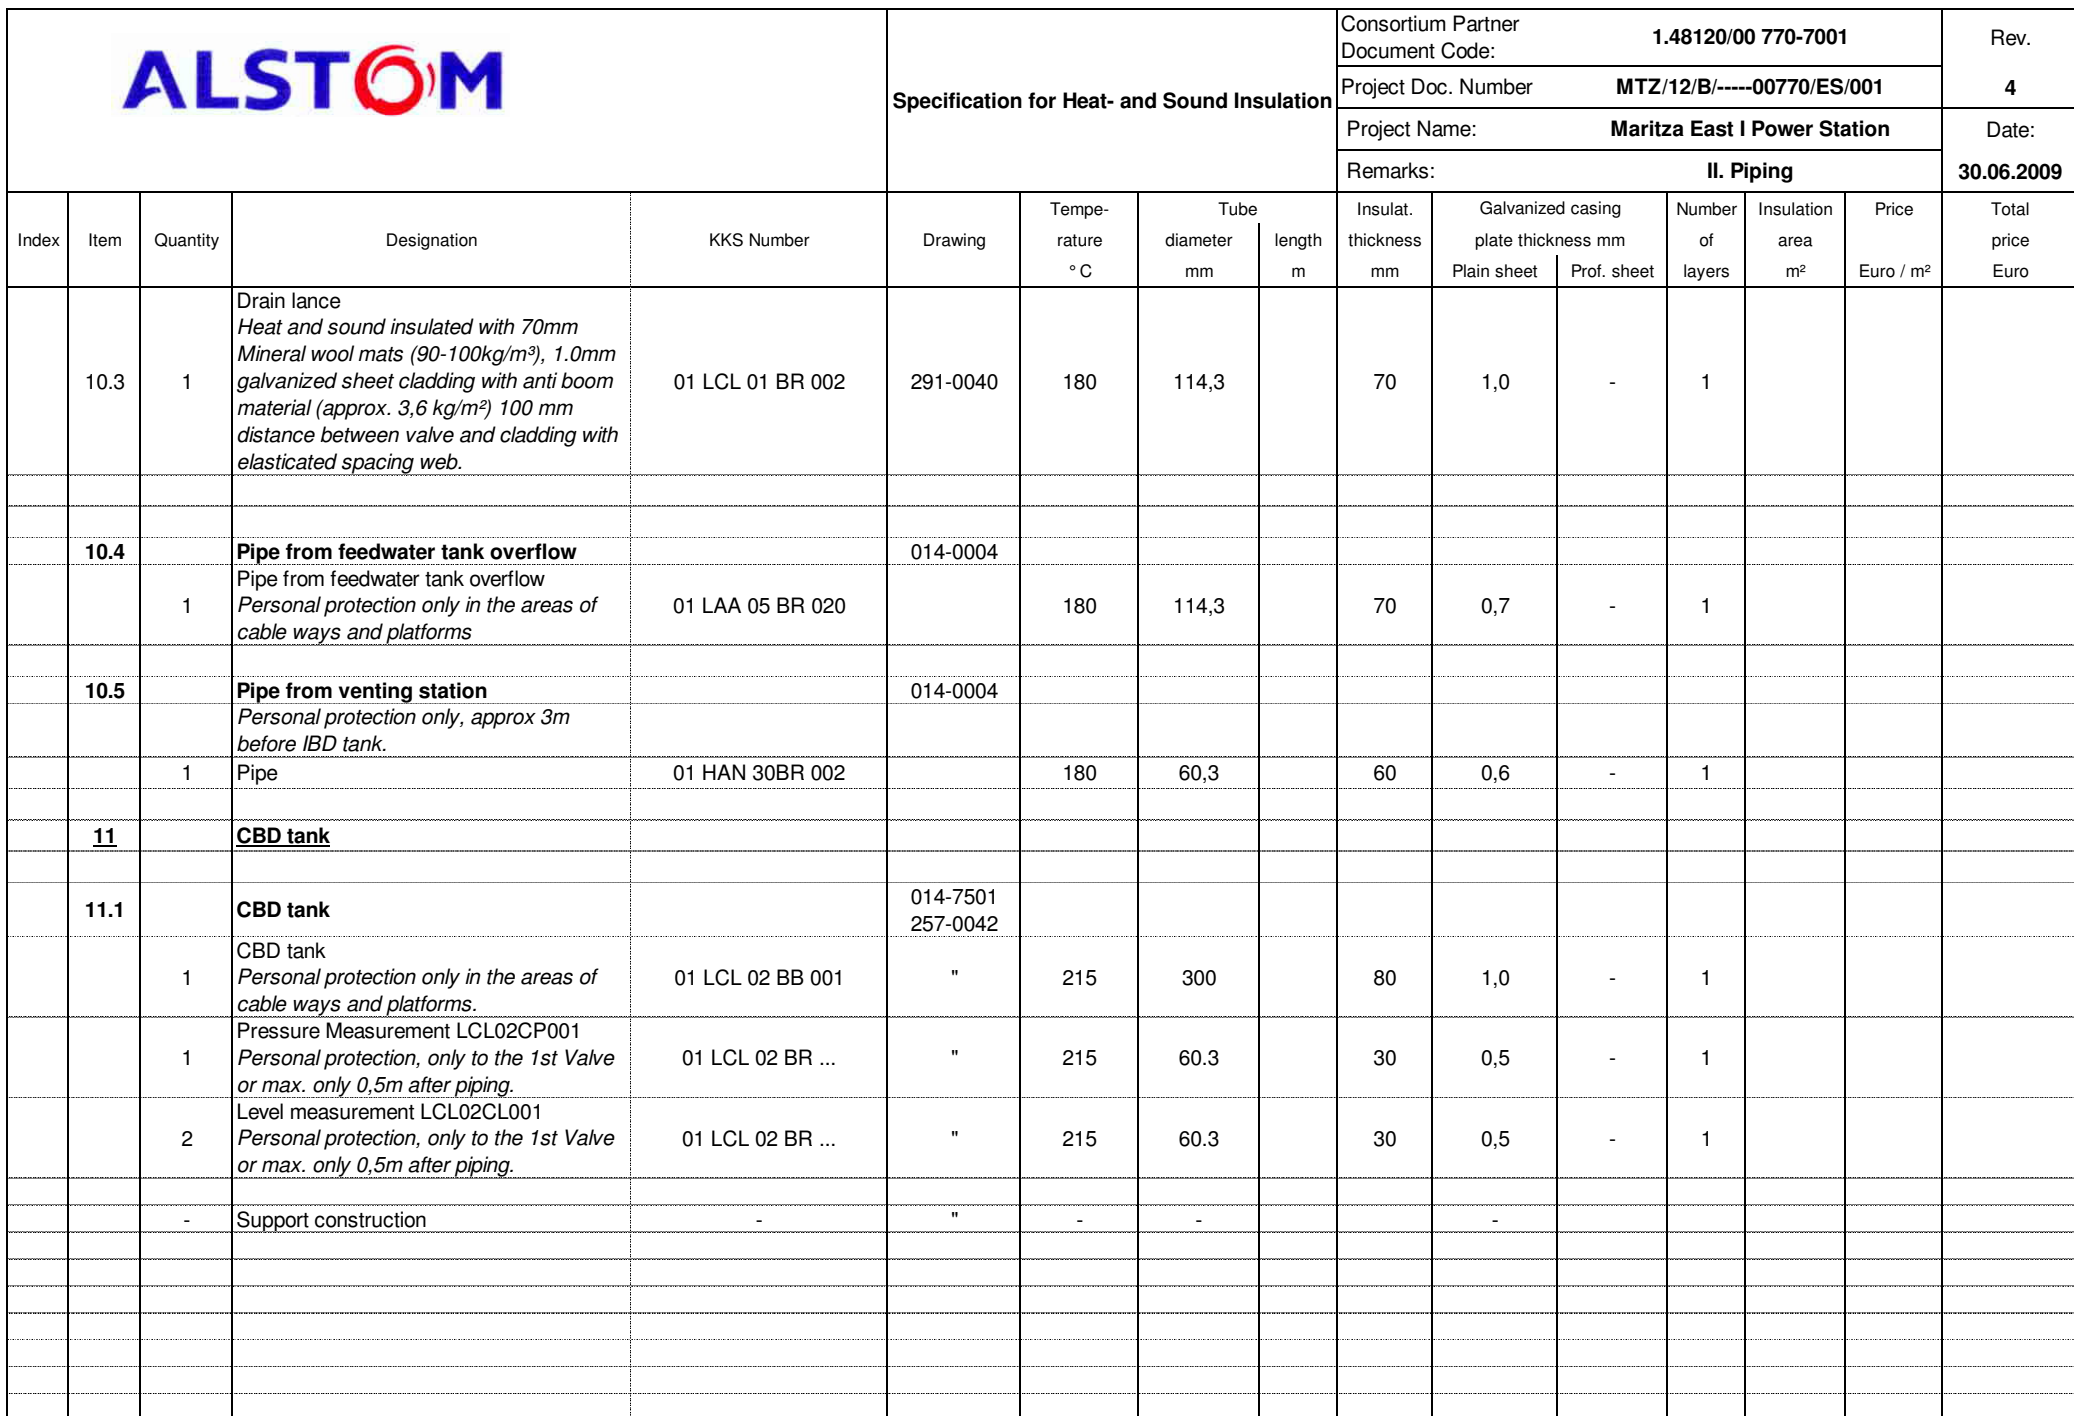 ALSTOM
Specification for Heat- and Sound Insulation
Consortium Partner
Document Code:
1.48120/00 770-7001
Rev.
Project Doc. Number
MTZ/12/B/-----00770/ES/001
4
Project Name:
Maritza East I Power Station
Date:
Remarks:
II. Piping
30.06.2009
Index
Item
Quantity
Designation
KKS Number
Drawing
Tempe-
rature
°C
Tube
diameter
mm
length
m
Insulat.
thickness
mm
Galvanized casing
plate thickness mm
Plain sheet
Prof. sheet
Number
of
layers
Insulation
area
m²
Price
Euro / m²
Total
price
Euro
Drain lance
Heat and sound insulated with 70mm
Mineral wool mats (90-100kg/m³), 1.0mm
10.3 1 galvanized sheet cladding with anti boom 01 LCL 01 BR 002 291-0040 180 114,3 70 1,0 - 1
material (approx. 3,6 kg/m²) 100 mm
distance between valve and cladding with
elasticated spacing web.
10.4 Pipe from feedwater tank overflow 014-0004
Pipe from feedwater tank overflow
1 Personal protection only in the areas of 01 LAA 05 BR 020 180 114,3 70 0,7 - 1
cable ways and platforms
10.5 Pipe from venting station 014-0004
Personal protection only, approx 3m
before IBD tank.
1 Pipe 01 HAN 30BR 002 180 60,3 60 0,6 - 1
11 CBD tank
11.1 CBD tank 014-7501
257-0042
CBD tank
1 Personal protection only in the areas of 01 LCL 02 BB 001 " 215 300 80 1,0 - 1
cable ways and platforms.
Pressure Measurement LCL02CP001
1 Personal protection, only to the 1st Valve 01 LCL 02 BR ... " 215 60.3 30 0,5 - 1
or max. only 0,5m after piping.
Level measurement LCL02CL001
2 Personal protection, only to the 1st Valve 01 LCL 02 BR ... " 215 60.3 30 0,5 - 1
or max. only 0,5m after piping.
- Support construction - " - - -